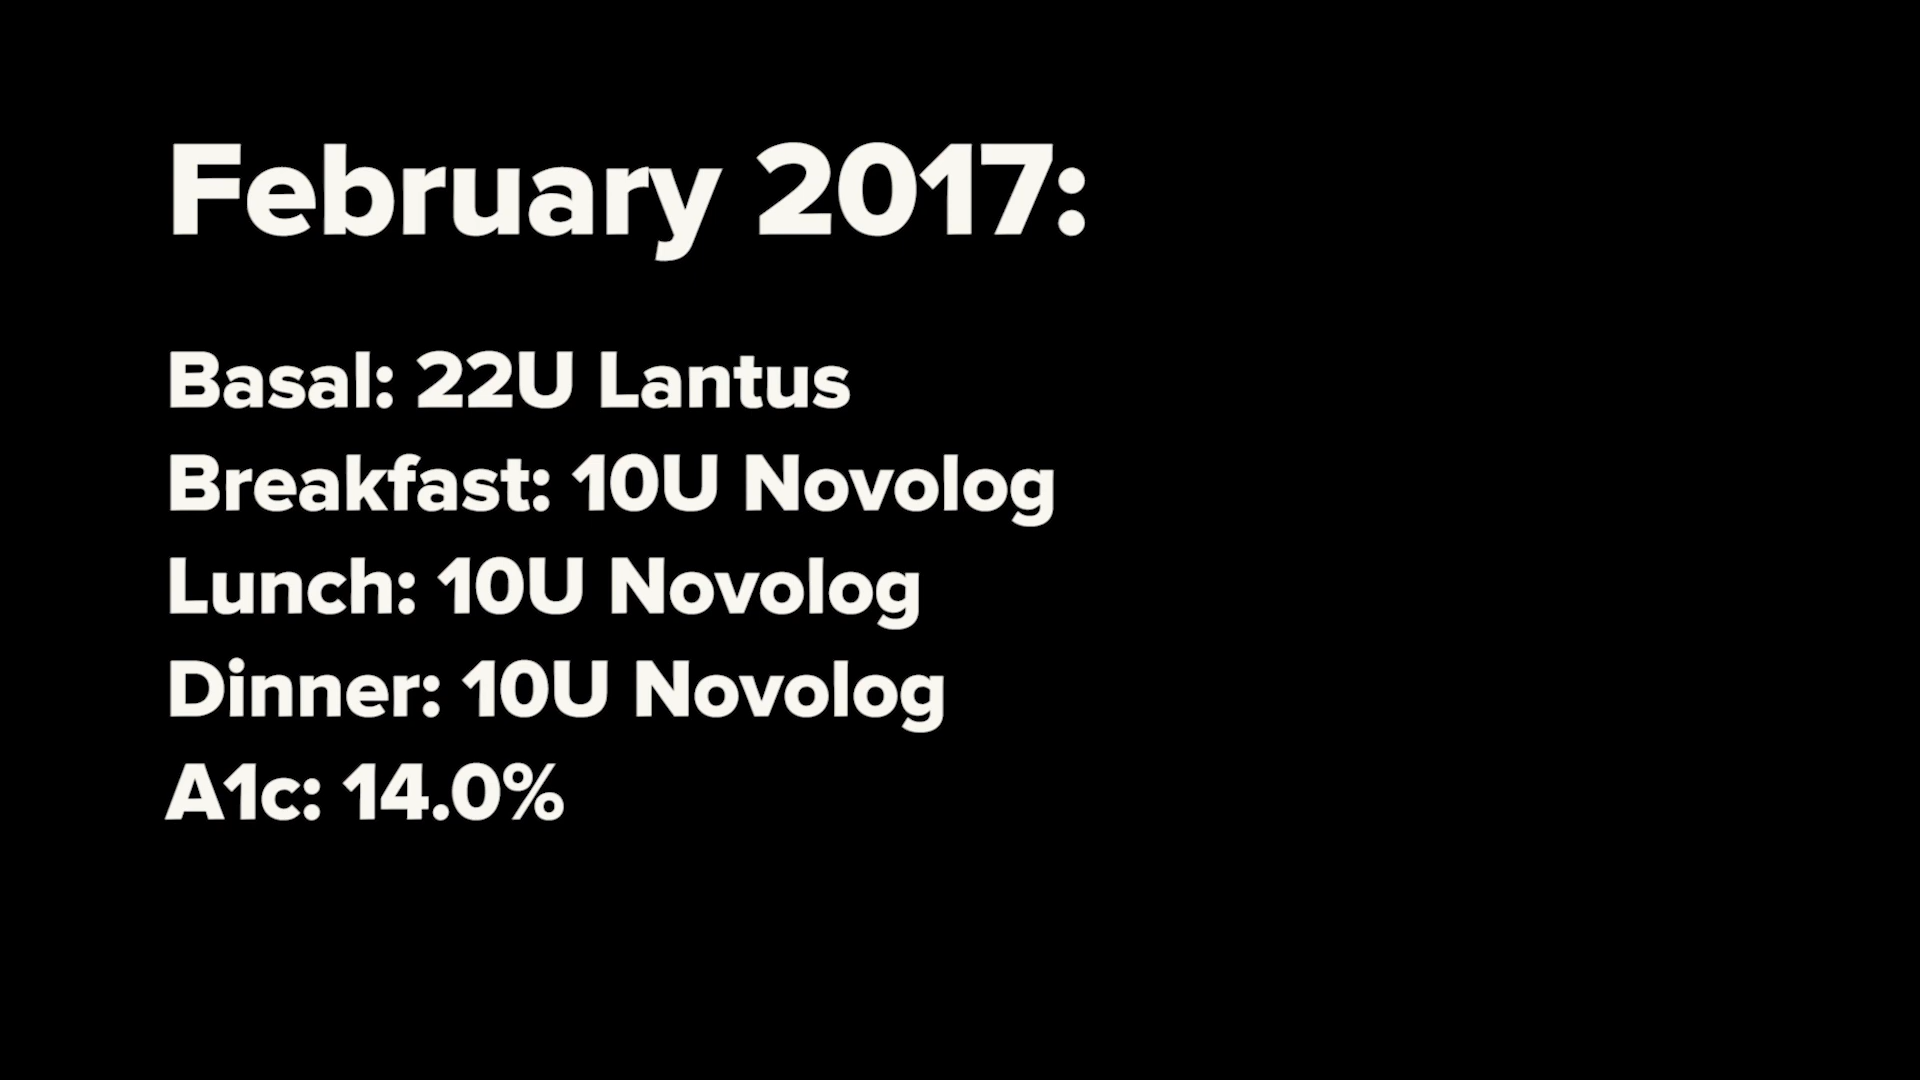 February 2017:
Basal: 22U Lantus
Breakfast: 10U Novolog
Lunch: 10U Novolog
Dinner: 10U Novolog
A1c: 14.0%